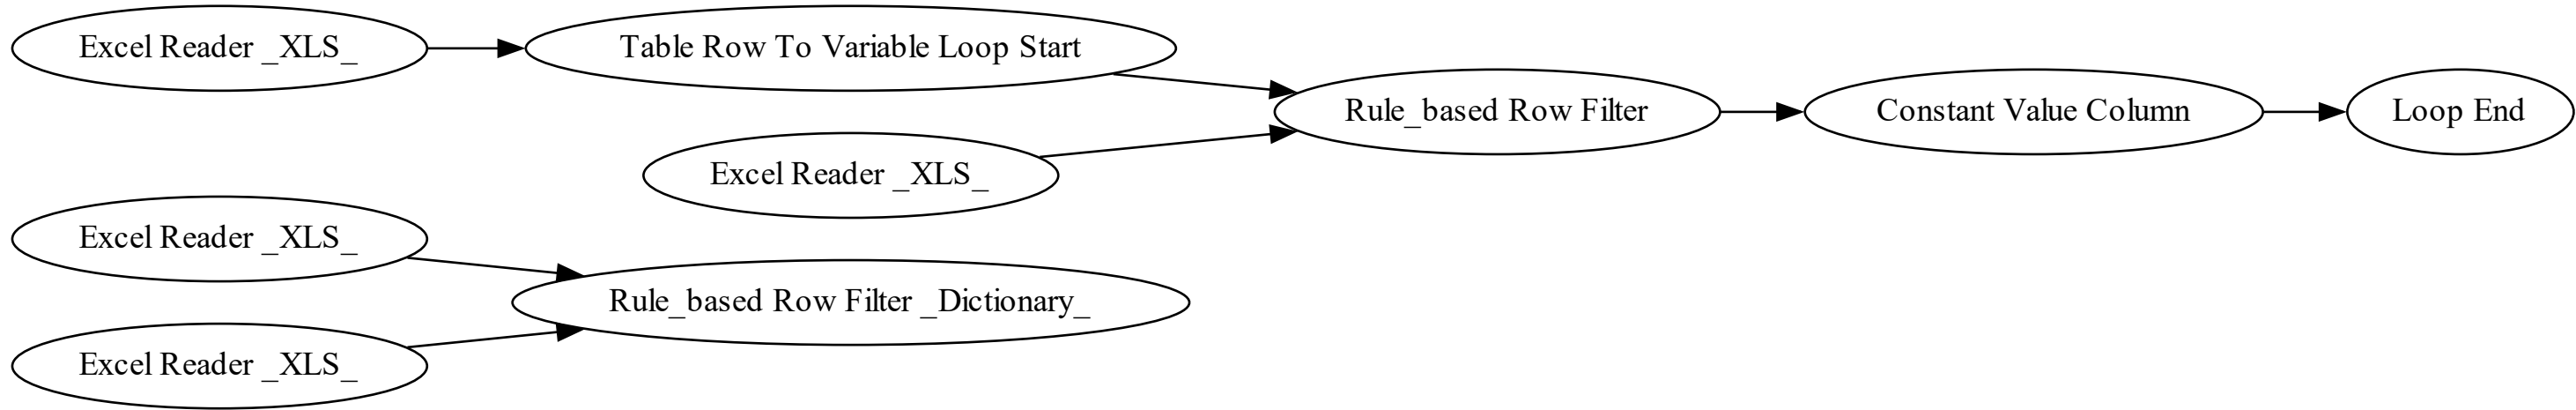 Excel Reader _XLS_
Table Row To Variable Loop Start
Rule_based Row Filter
Constant Value Column
Loop End
Excel Reader _XLS_
Excel Reader _XLS_
Rule_based Row Filter _Dictionary_
Excel Reader _XLS_